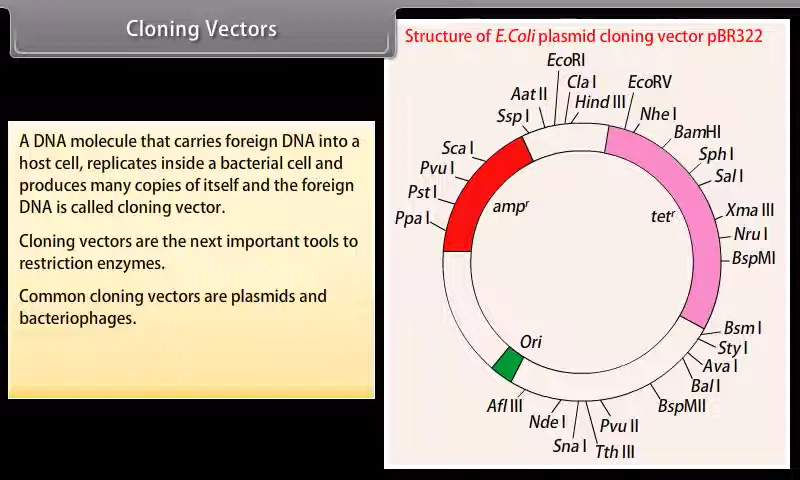 Cloning Vectors
A DNA molecule that carries foreign DNA into a
host cell, replicates inside a bacterial cell and
produces many copies of itself and the foreign
DNA is called cloning vector.
Cloning vectors are the next important tools to
restriction enzymes.
Common cloning vectors are plasmids and
bacteriophages.
Structure of E.Coli plasmid cloning vector pBR322
EcoRI
Cla I
Hind III
EcoRV
Nhe I
BamHI
Sph I
Sal I
Xma III
Nru I
BspMI
Bsm I
Sty I
Ava I
Bal I
BspMII
Pvu II
Tth III
Sna I
Nde I
Afl III
Ppa I
Pst I
Pvu I
Sca I
Ssp I
Aat II
ampʳ
tetʳ
Ori